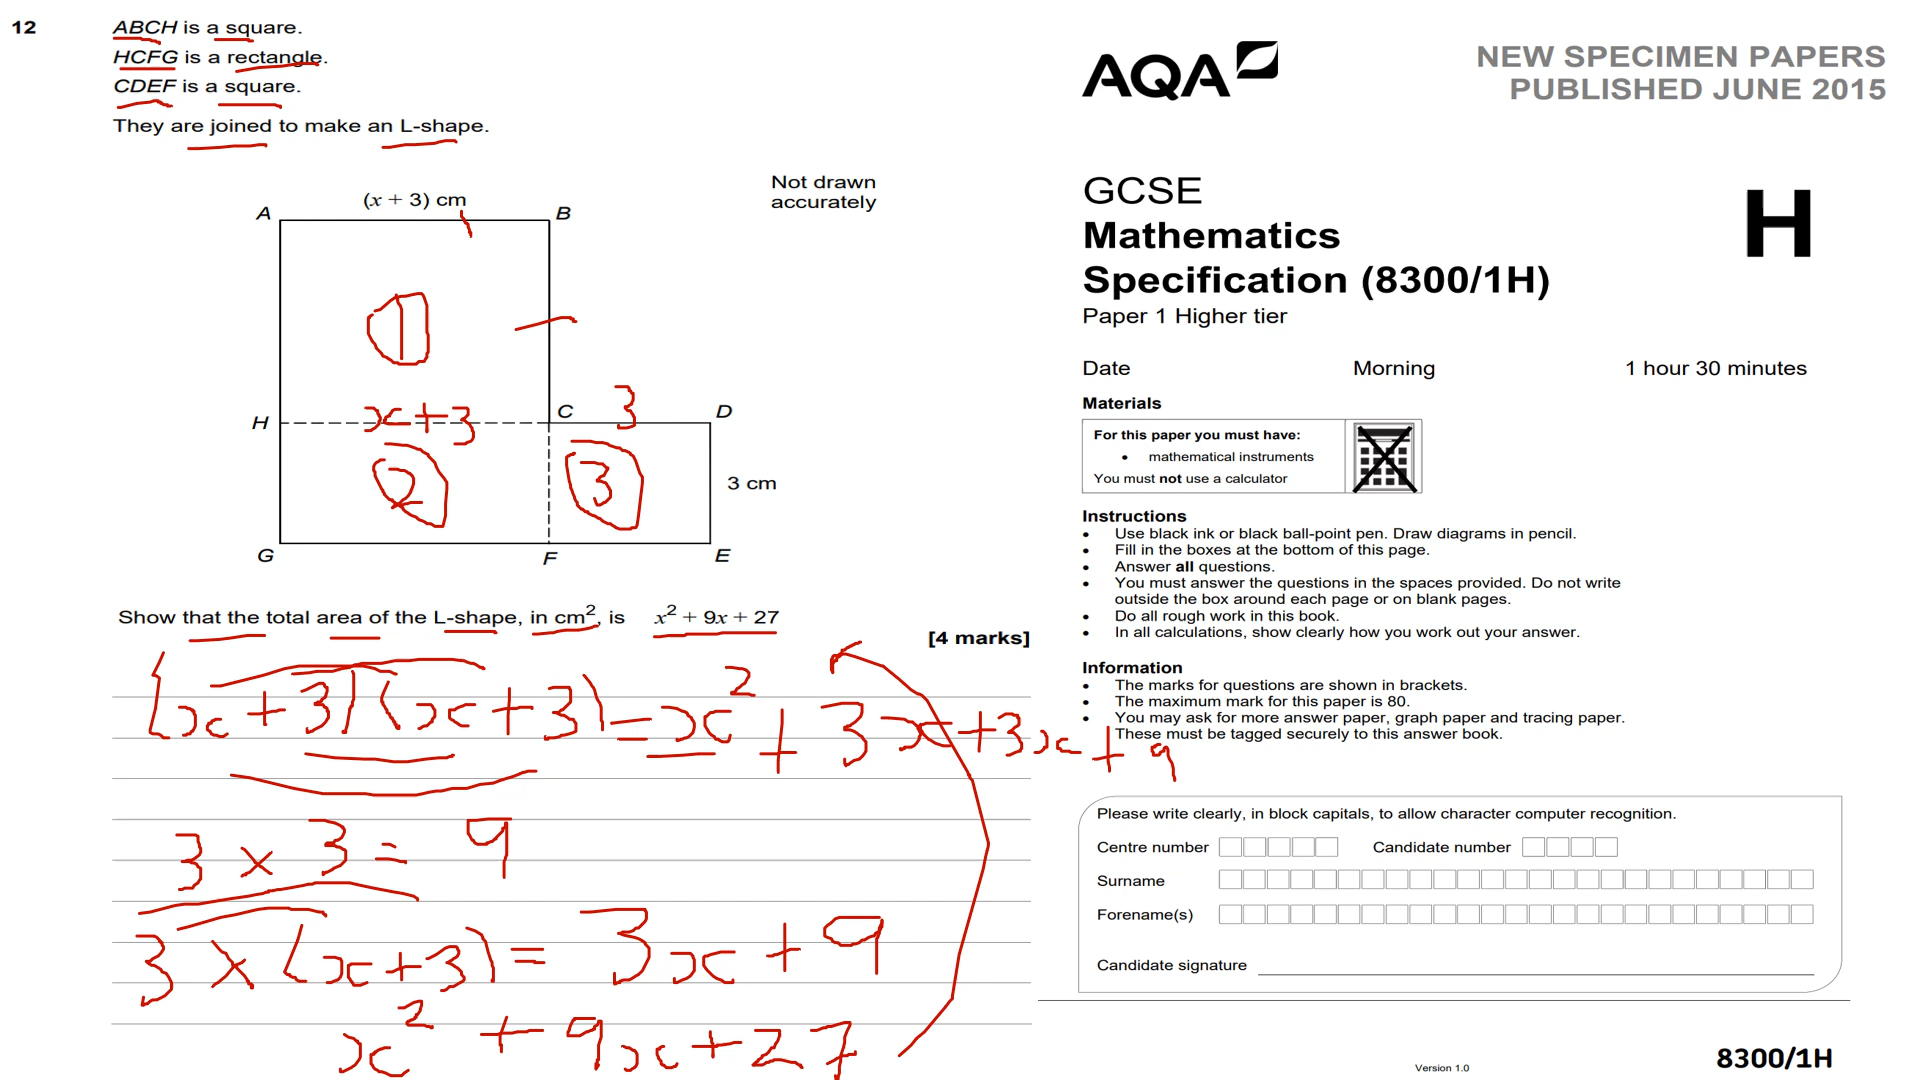 12 ABCH is a square.
HCFG is a rectangle.
CDEF is a square.
They are joined to make an L-shape.
Not drawn
accurately
(x + 3) cm
A B
1
x+3
3
H C D
2 3
3 cm
G F E
Show that the total area of the L-shape, in cm², is x² + 9x + 27
[4 marks]
(x+3)(x+3)=x²+3x+3x+9
3 × 3 = 9
3 × (x+3) = 3x+9
x² + 9x+27
AQA
NEW SPECIMEN PAPERS
PUBLISHED JUNE 2015
GCSE
Mathematics
Specification (8300/1H)
H
Paper 1 Higher tier
Date Morning 1 hour 30 minutes
Materials
For this paper you must have:
• mathematical instruments
You must not use a calculator
Instructions
• Use black ink or black ball-point pen. Draw diagrams in pencil.
• Fill in the boxes at the bottom of this page.
• Answer all questions.
• You must answer the questions in the spaces provided. Do not write
outside the box around each page or on blank pages.
• Do all rough work in this book.
• In all calculations, show clearly how you work out your answer.
Information
• The marks for questions are shown in brackets.
• The maximum mark for this paper is 80.
• You may ask for more answer paper, graph paper and tracing paper.
These must be tagged securely to this answer book.
Please write clearly, in block capitals, to allow character computer recognition.
Centre number Candidate number
Surname
Forename(s)
Candidate signature
Version 1.0
8300/1H